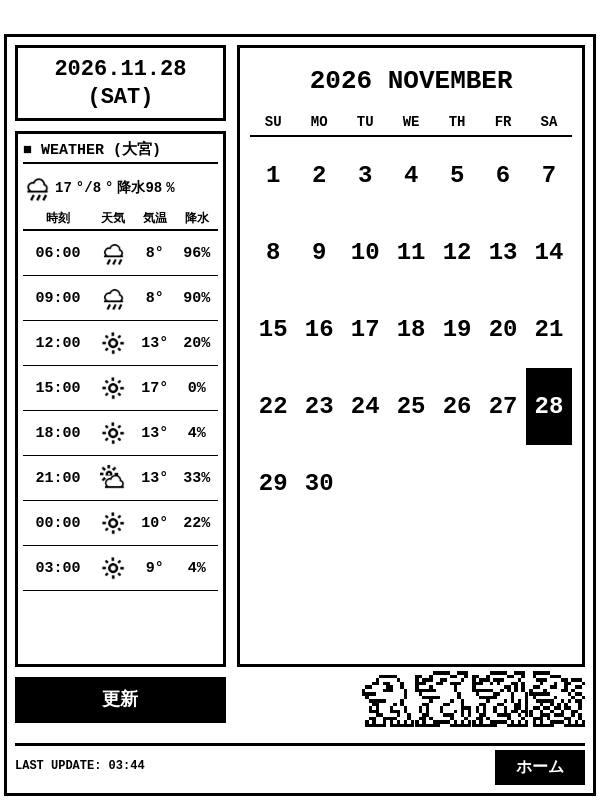 2026.11.28
(SAT)
■ WEATHER (大宮)
17°/8° 降水98%
時刻 天気 気温 降水
06:00 8° 96%
09:00 8° 90%
12:00 13° 20%
15:00 17° 0%
18:00 13° 4%
21:00 13° 33%
00:00 10° 22%
03:00 9° 4%
更新
2026 NOVEMBER
SU MO TU WE TH FR SA
1 2 3 4 5 6 7
8 9 10 11 12 13 14
15 16 17 18 19 20 21
22 23 24 25 26 27 28
29 30
LAST UPDATE: 03:44
ホーム